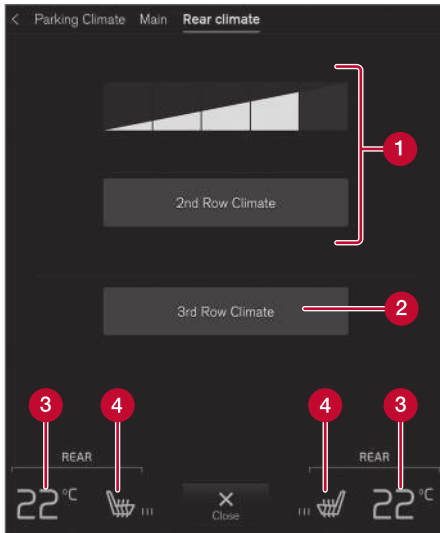 Parking Climate Main Rear climate
1
2nd Row Climate
3rd Row Climate
2
3 4 4 3
REAR REAR
22°C 22°C
Close